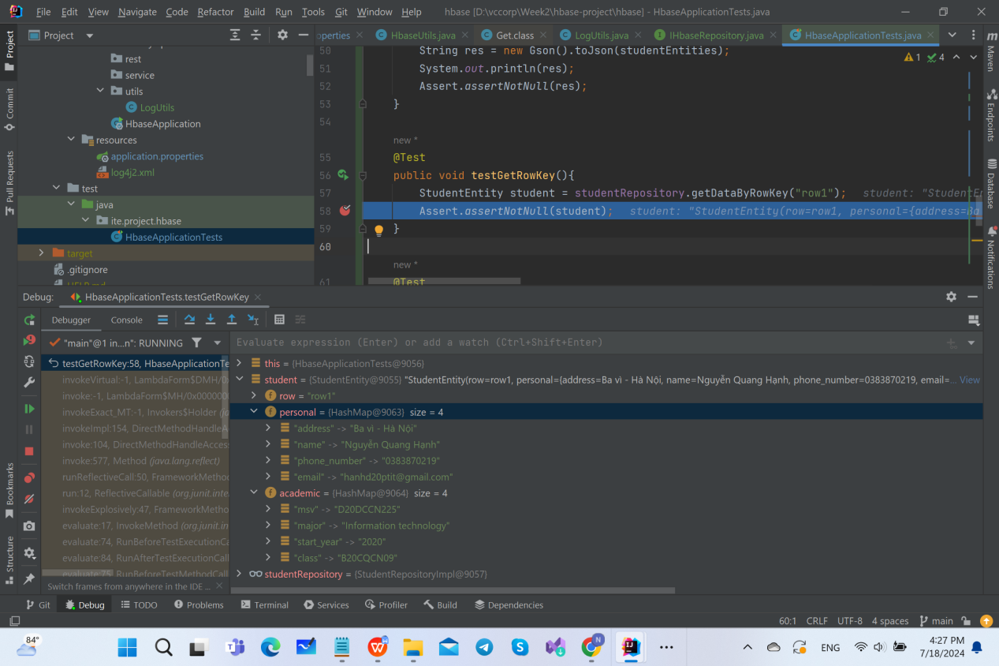 File Edit View Navigate Code Refactor Build Run Tools Git Window Help hbase [D:\vccorp\Week2\hbase-project\hbase] - HbaseApplicationTests.java
Project
operties HbaseUtils.java Get.class LogUtils.java IHbaseRepository.java HbaseApplicationTests.java
Project
Commit
Pull Requests
Bookmarks
Structure
rest
service
utils
LogUtils
HbaseApplication
resources
application.properties
log4j2.xml
test
java
ite.project.hbase
HbaseApplicationTests
target
.gitignore
HELP.md
50 String res = new Gson().toJson(studentEntities);
51 System.out.println(res);
52 Assert.assertNotNull(res);
53 }
54
new *
55 @Test
56 public void testGetRowKey(){
57 StudentEntity student = studentRepository.getDataByRowKey("row1"); student: "StudentEn
58 Assert.assertNotNull(student); student: "StudentEntity(row=row1, personal={address=Ba
59 }
60
new *
61 @Test
1 4
Maven
Endpoints
Database
Notifications
Debug: HbaseApplicationTests.testGetRowKey
Debugger Console
"main"@1 in...n": RUNNING
testGetRowKey:58, HbaseApplicationTe
invokeVirtual:-1, LambdaForm$DMH/0
invoke:-1, LambdaForm$MH/0x000000
invokeExact_MT:-1, Invokers$Holder (jo
invokeImpl:154, DirectMethodHandleA
invoke:104, DirectMethodHandleAcces
invoke:577, Method (java.lang.reflect)
runReflectiveCall:50, FrameworkMetho
run:12, ReflectiveCallable (org.junit.inte
invokeExplosively:47, FrameworkMetho
evaluate:17, InvokeMethod (org.junit.in
evaluate:74, RunBeforeTestExecutionCa
evaluate:84, RunAfterTestExecutionCall
evaluate:75, RunBeforeTestMethodCall
Switch frames from anywhere in the IDE ...
Evaluate expression (Enter) or add a watch (Ctrl+Shift+Enter)
this = {HbaseApplicationTests@9056}
student = {StudentEntity@9055} "StudentEntity(row=row1, personal={address=Ba vì - Hà Nội, name=Nguyễn Quang Hạnh, phone_number=0383870219, email=... View
row = "row1"
personal = {HashMap@9063} size = 4
"address" -> "Ba vì - Hà Nội"
"name" -> "Nguyễn Quang Hạnh"
"phone_number" -> "0383870219"
"email" -> "hanhd20ptit@gmail.com"
academic = {HashMap@9064} size = 4
"msv" -> "D20DCCN225"
"major" -> "Information technology"
"start_year" -> "2020"
"class" -> "B20CQCN09"
studentRepository = {StudentRepositoryImpl@9057}
Git Debug TODO Problems Terminal Services Profiler Build Dependencies
60:1 CRLF UTF-8 4 spaces main
84° ENG 4:27 PM
7/18/2024